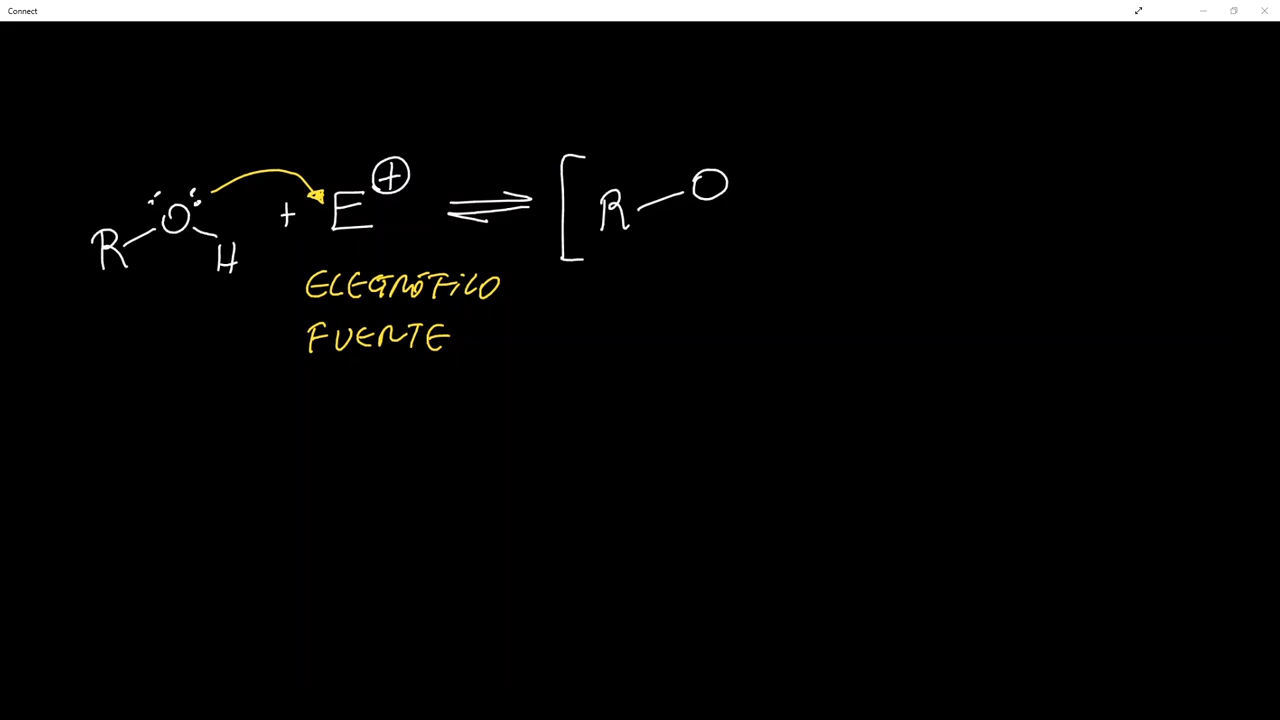 Connect
R O H + E + ⇌ [ R O
ELECTRÓFILO
FUERTE